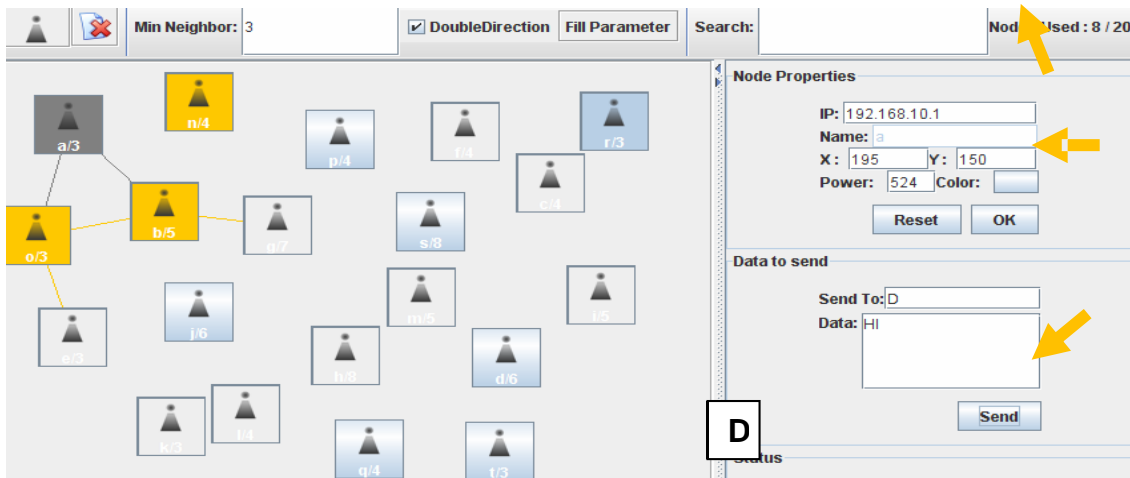 Min Neighbor: 3 DoubleDirection Fill Parameter Search: Node Used : 8 / 20
Node Properties
IP: 192.168.10.1
Name: a
X : 195 Y : 150
Power: 524 Color:
Reset OK
Data to send
Send To: D
Data: HI
Send
Status
D
n/4
a/3
p/4
f/4
r/3
c/4
b/5
g/7
s/8
o/3
m/5
i/5
j/6
e/3
h/8
d/6
l/4
k/3
q/4
t/3